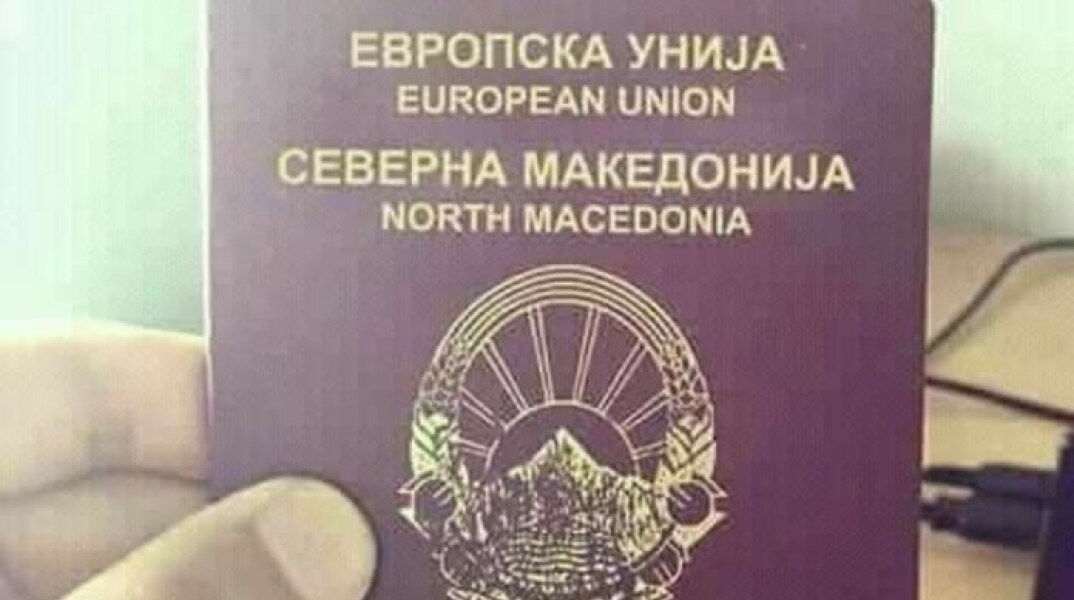 ЕВРОПСКА УНИЈА
EUROPEAN UNION
СЕВЕРНА МАКЕДОНИЈА
NORTH MACEDONIA